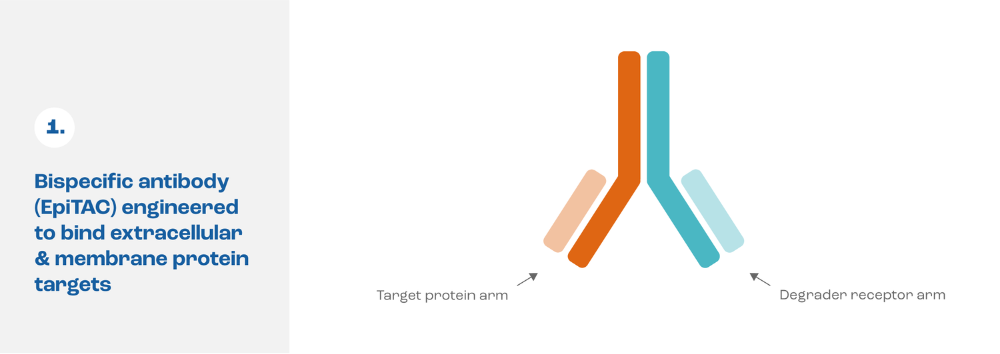 1.
Bispecific antibody
(EpiTAC) engineered
to bind extracellular
& membrane protein
targets
Target protein arm
Degrader receptor arm